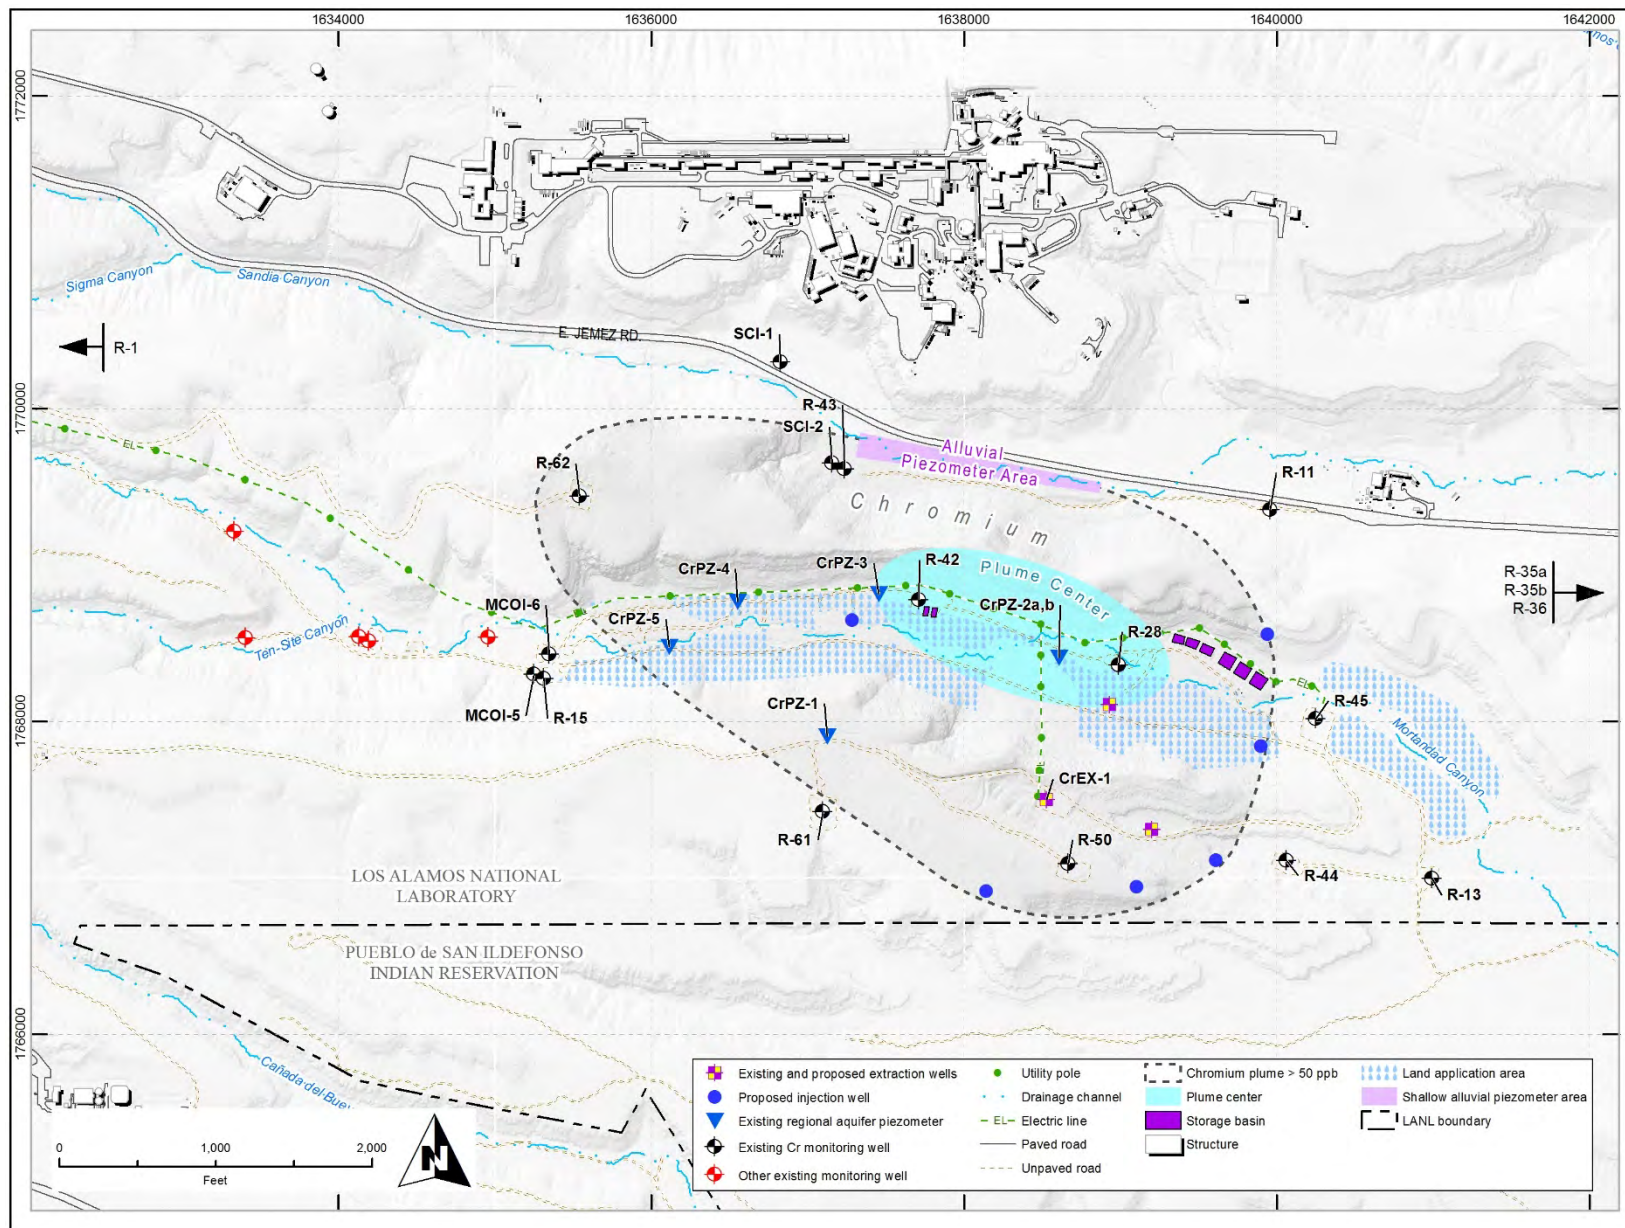 1634000
1636000
1638000
1640000
1642000
1772000
Sigma Canyon
Sandia Canyon
E. JEMEZ RD.
SCI-1
R-1
1770000
R-43
SCI-2
Alluvial
Piezometer Area
EL
R-62
R-11
Chromium
CrPZ-4
CrPZ-3
R-42
Plume Center
R-35a
R-35b
R-36
MCOI-6
CrPZ-5
CrPZ-2a,b
R-28
Ten-Site Canyon
EL
R-45
MCOI-5
R-15
CrPZ-1
1768000
Mortandad Canyon
CrEX-1
R-61
R-50
R-44
R-13
LOS ALAMOS NATIONAL
LABORATORY
PUEBLO de SAN ILDEFONSO
INDIAN RESERVATION
1766000
Cañada del Buey
0
1,000
2,000
Feet
N
Existing and proposed extraction wells
Proposed injection well
Existing regional aquifer piezometer
Existing Cr monitoring well
Other existing monitoring well
Utility pole
Drainage channel
EL Electric line
Paved road
Unpaved road
Chromium plume > 50 ppb
Plume center
Storage basin
Structure
Land application area
Shallow alluvial piezometer area
LANL boundary